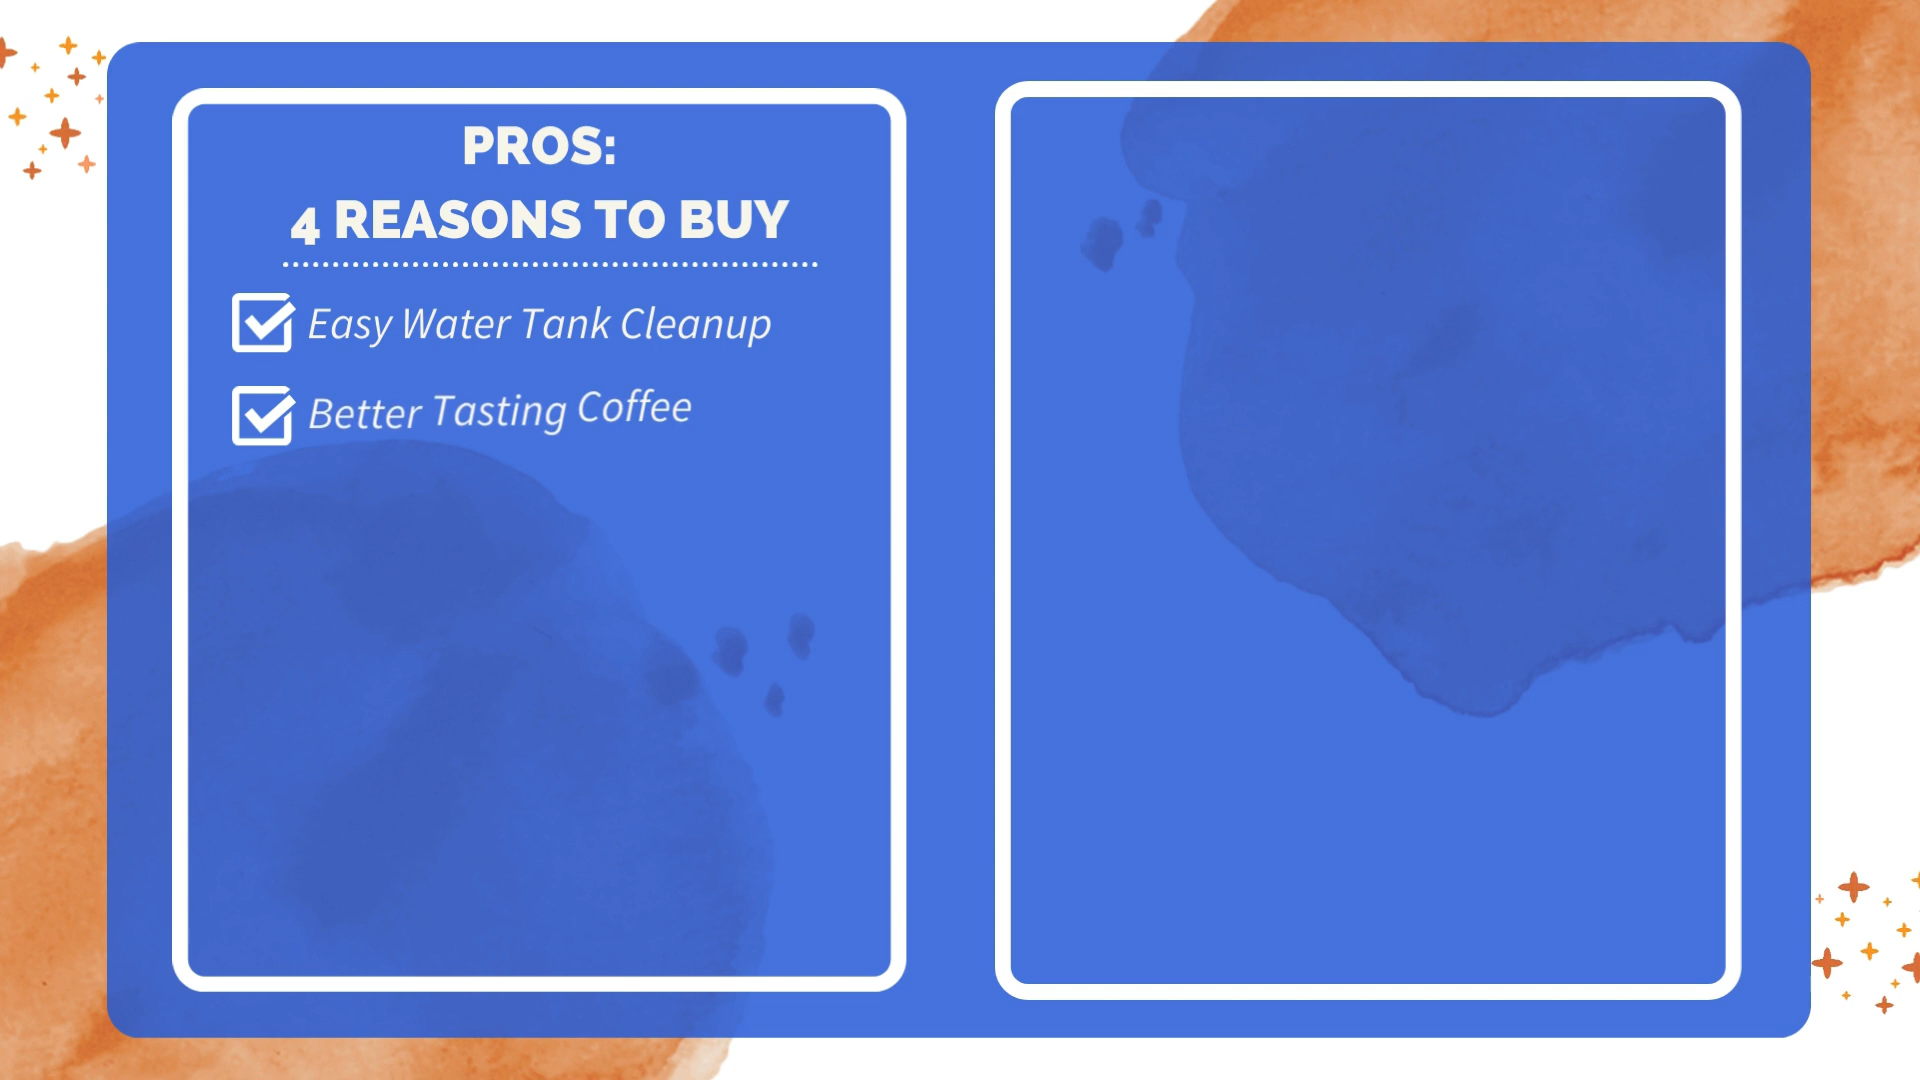 PROS:
4 REASONS TO BUY
Easy Water Tank Cleanup
Better Tasting Coffee